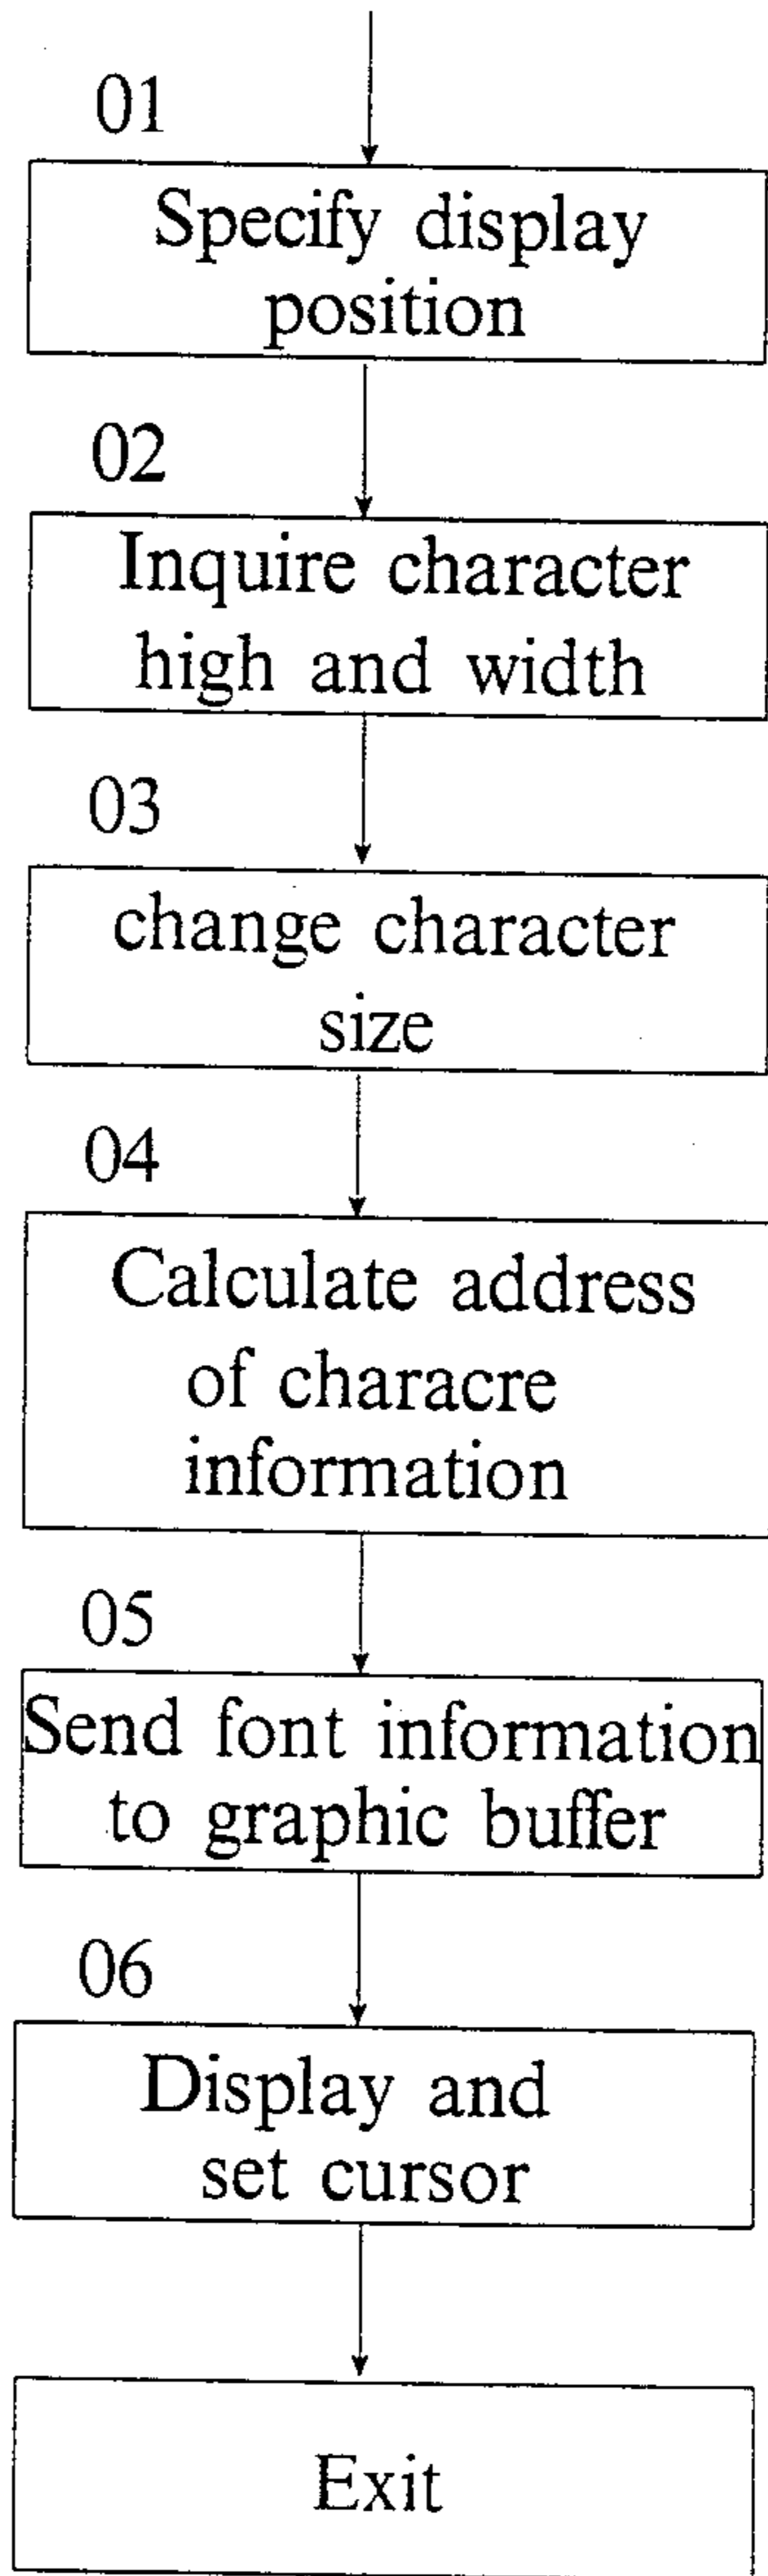 01
Specify display
position
02
Inquire character
high and width
03
change character
size
04
Calculate address
of characre
information
05
Send font information
to graphic buffer
06
Display and
set cursor
Exit